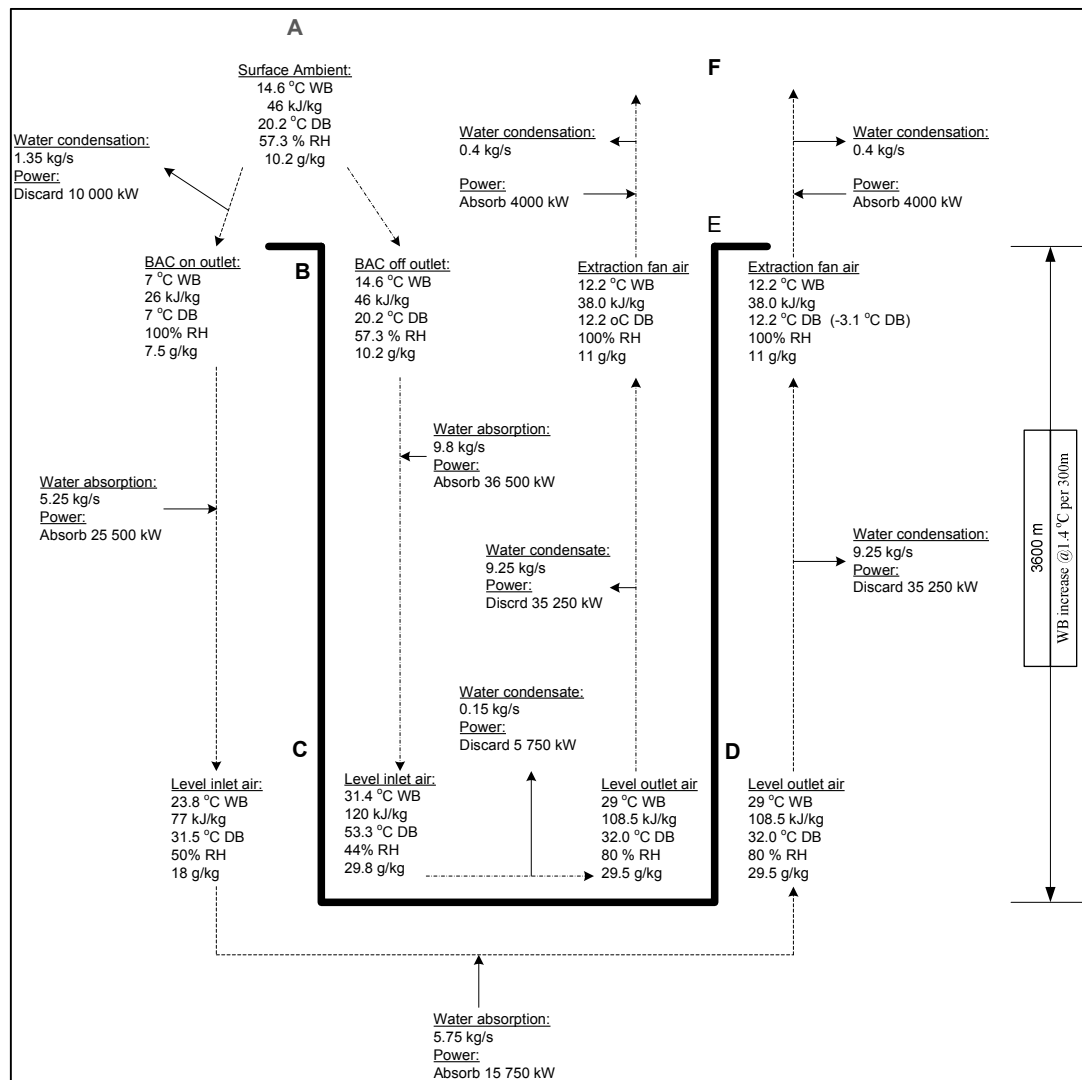 A
F
Surface Ambient:
14.6 °C WB
46 kJ/kg
20.2 °C DB
57.3 % RH
10.2 g/kg
Water condensation:
1.35 kg/s
Power:
Discard 10 000 kW
Water condensation:
0.4 kg/s
Power:
Absorb 4000 kW
Water condensation:
0.4 kg/s
Power:
Absorb 4000 kW
E
B
BAC on outlet:
7 °C WB
26 kJ/kg
7 °C DB
100% RH
7.5 g/kg
BAC off outlet:
14.6 °C WB
46 kJ/kg
20.2 °C DB
57.3 % RH
10.2 g/kg
Extraction fan air
12.2 °C WB
38.0 kJ/kg
12.2 oC DB
100% RH
11 g/kg
Extraction fan air
12.2 °C WB
38.0 kJ/kg
12.2 °C DB (-3.1 °C DB)
100% RH
11 g/kg
Water absorption:
9.8 kg/s
Power:
Absorb 36 500 kW
Water absorption:
5.25 kg/s
Power:
Absorb 25 500 kW
Water condensate:
9.25 kg/s
Power:
Discrd 35 250 kW
Water condensation:
9.25 kg/s
Power:
Discard 35 250 kW
3600 m
WB increase @1.4 °C per 300m
Water condensate:
0.15 kg/s
Power:
Discard 5 750 kW
C
D
Level inlet air:
23.8 °C WB
77 kJ/kg
31.5 °C DB
50% RH
18 g/kg
Level inlet air:
31.4 °C WB
120 kJ/kg
53.3 °C DB
44% RH
29.8 g/kg
Level outlet air
29 °C WB
108.5 kJ/kg
32.0 °C DB
80 % RH
29.5 g/kg
Level outlet air
29 °C WB
108.5 kJ/kg
32.0 °C DB
80 % RH
29.5 g/kg
Water absorption:
5.75 kg/s
Power:
Absorb 15 750 kW